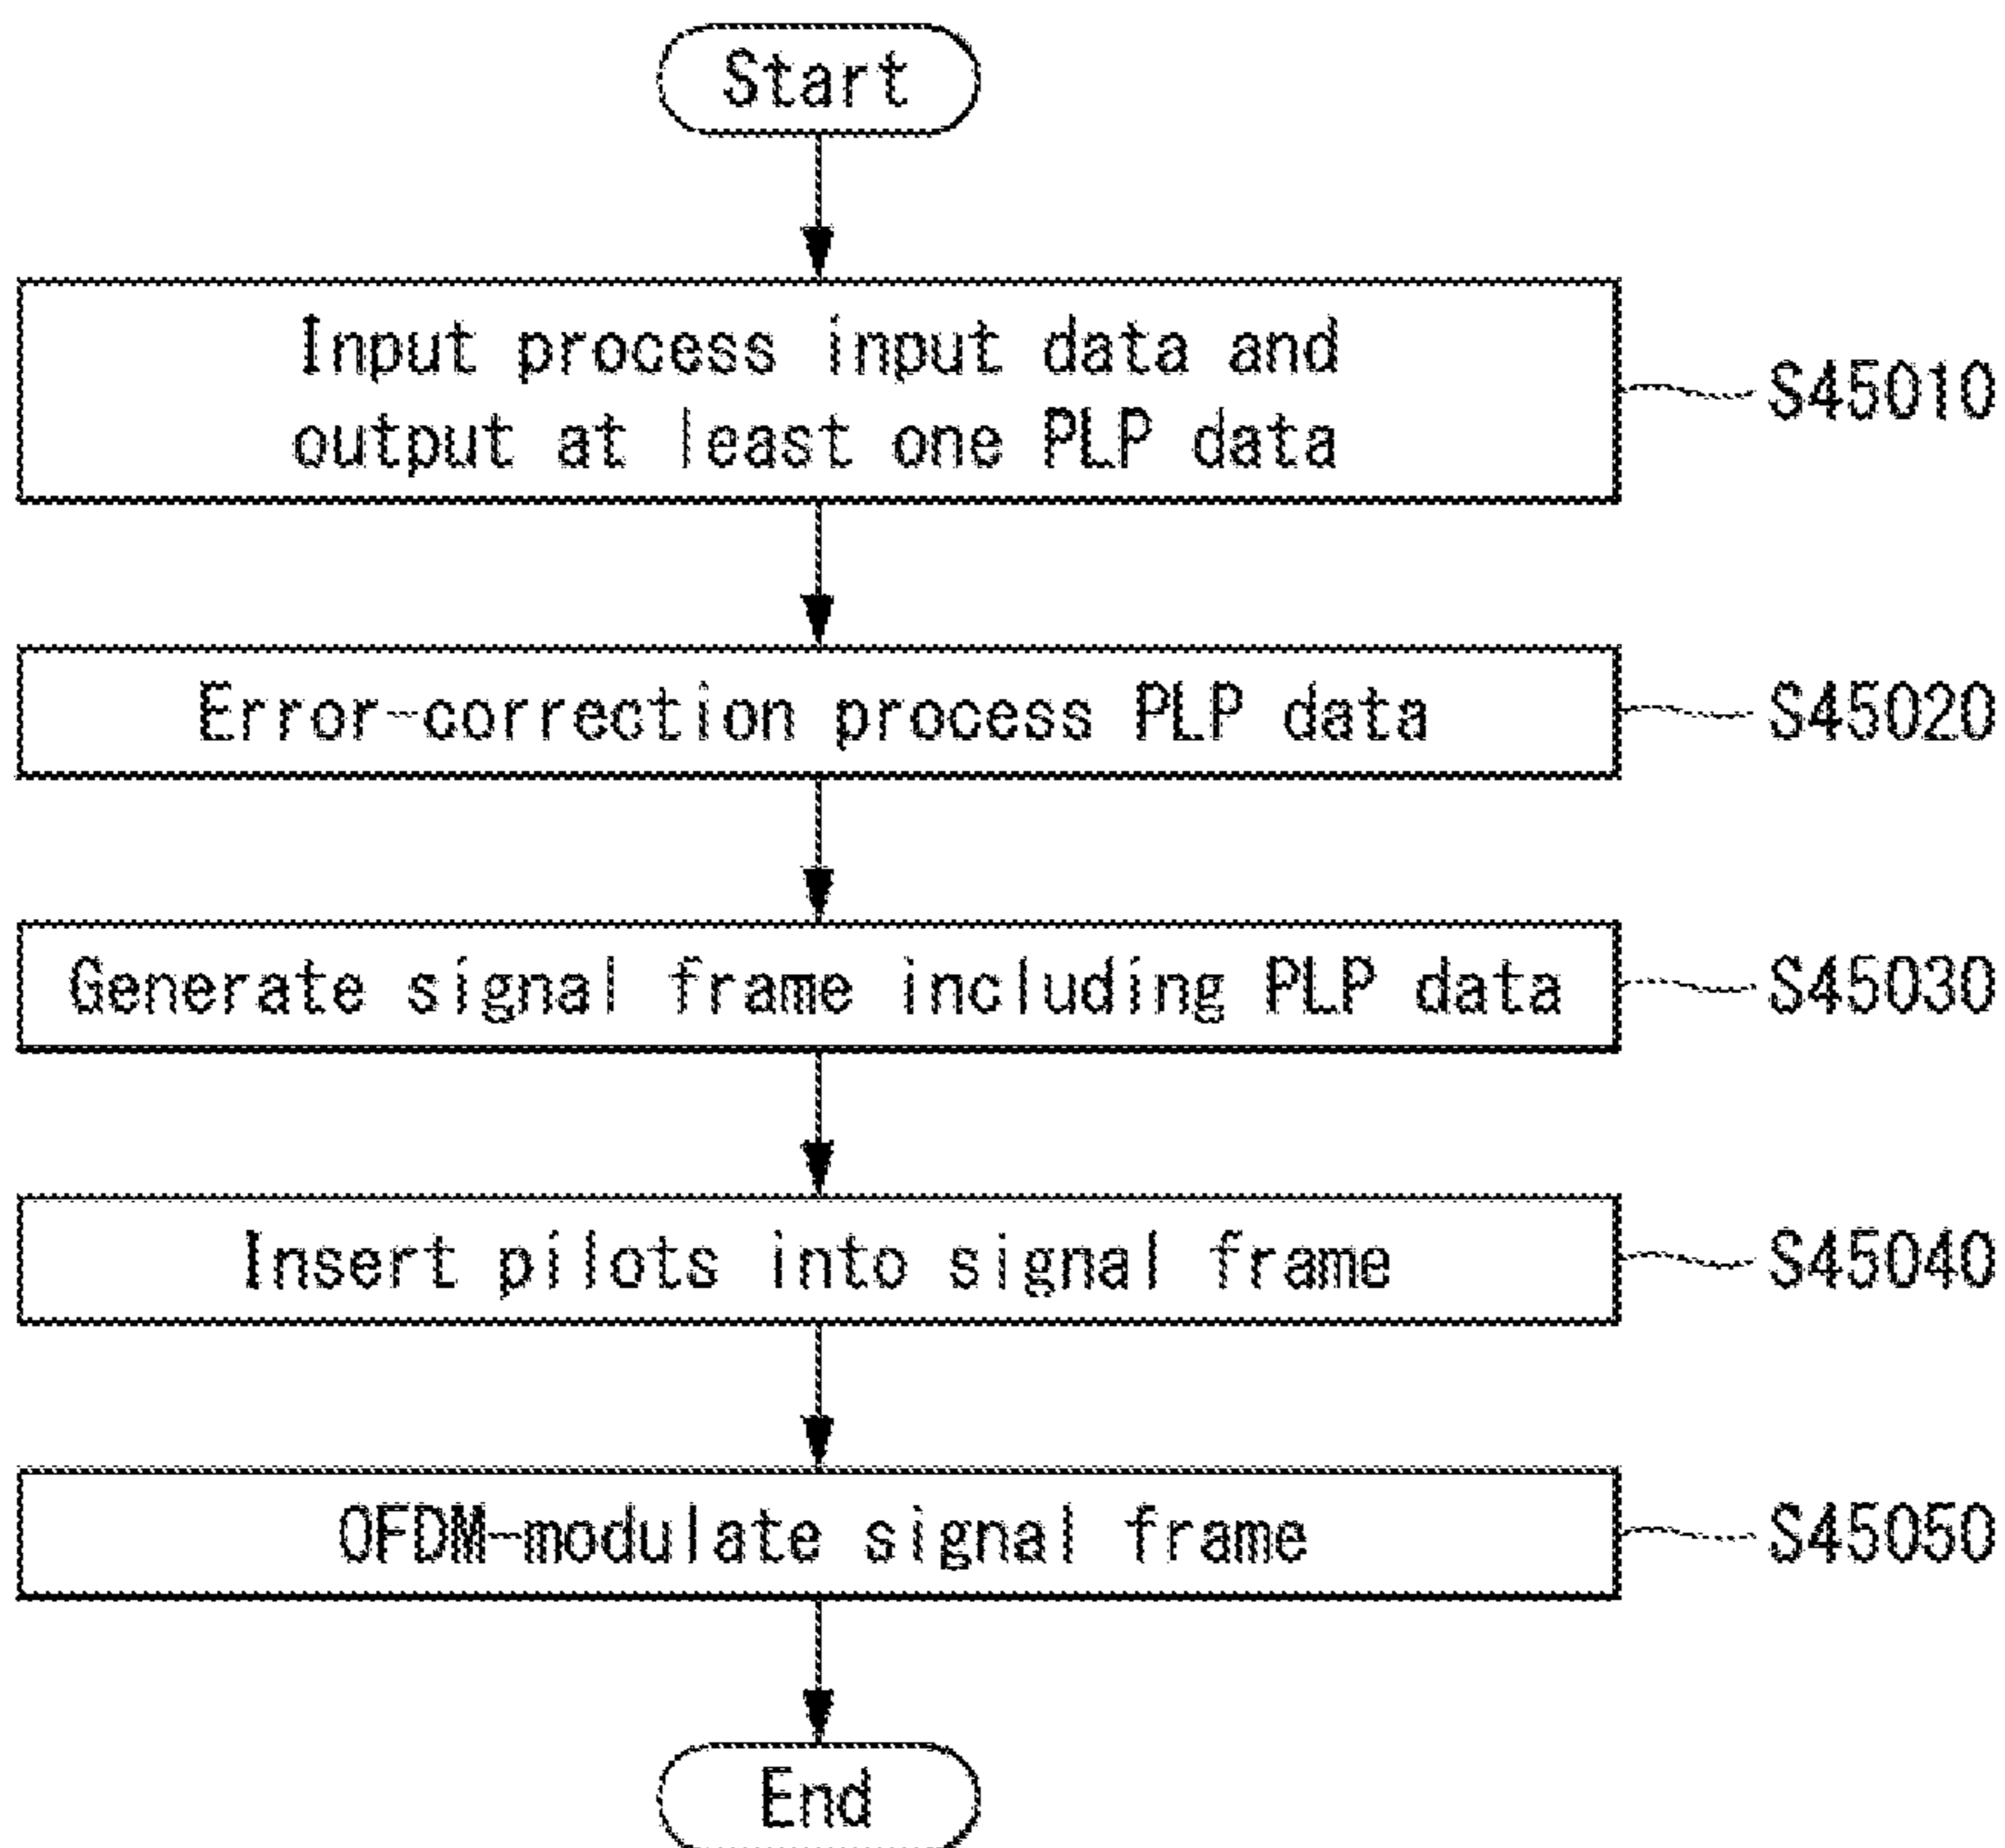 Start
Input process input data and
output at least one PLP data
S45010
Error-correction process PLP data
S45020
Generate signal frame including PLP data
S45030
Insert pilots into signal frame
S45040
OFDM-modulate signal frame
S45050
End